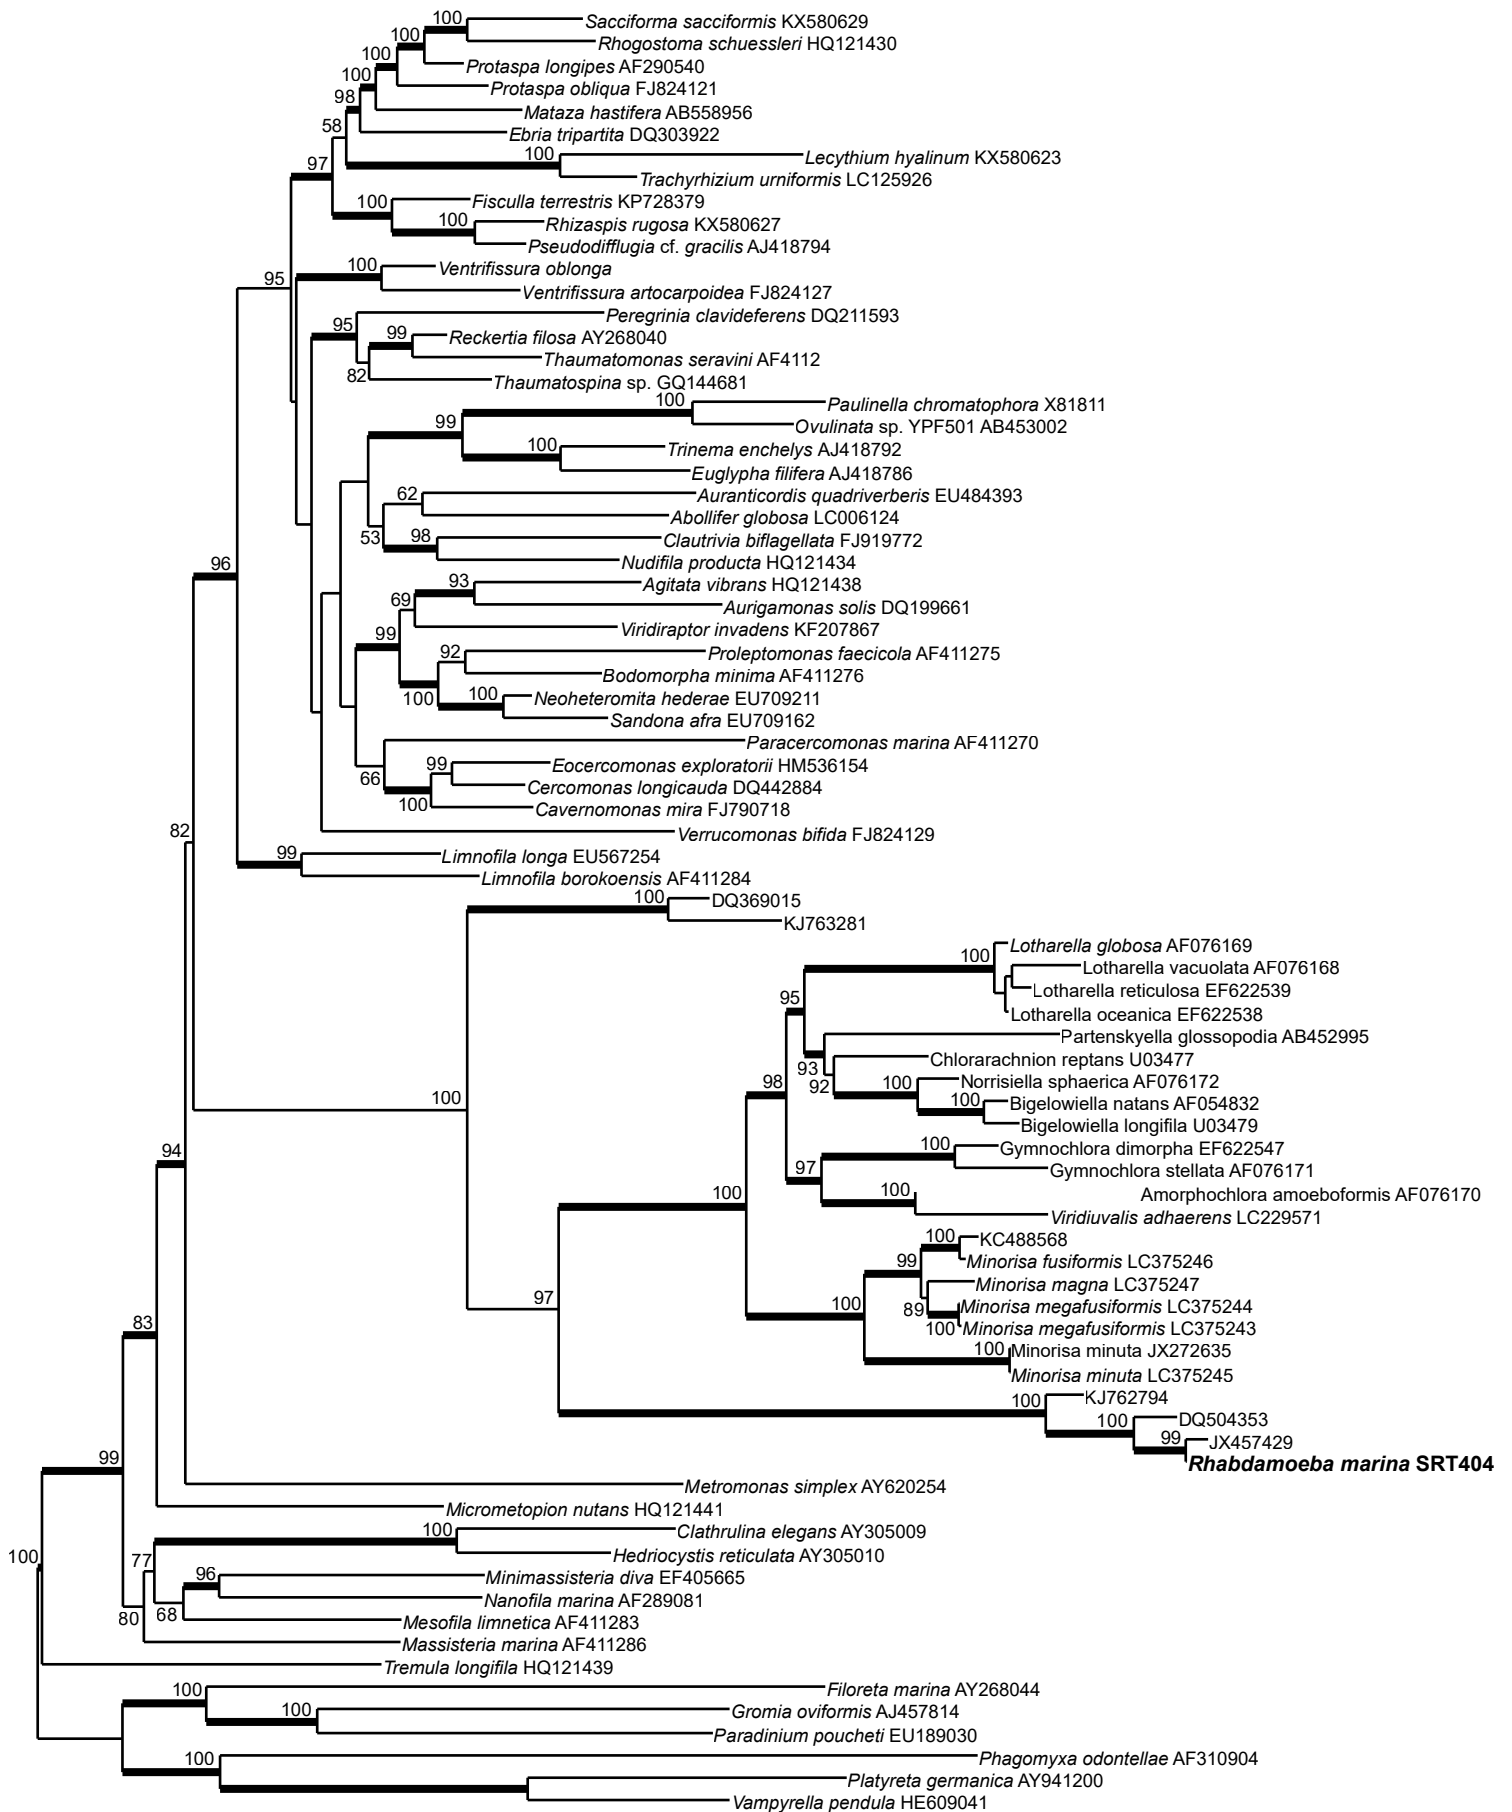 100
Sacciforma sacciformis KX580629
100
Rhogostoma schuessleri HQ121430
100
Protaspa longipes AF290540
100
Protaspa obliqua FJ824121
98
Mataza hastifera AB558956
58
Ebria tripartita DQ303922
100
Lecythium hyalinum KX580623
97
Trachyrhizium urniformis LC125926
100
Fisculla terrestris KP728379
100
Rhizaspis rugosa KX580627
Pseudodifflugia cf. gracilis AJ418794
95
100
Ventrifissura oblonga
Ventrifissura artocarpoidea FJ824127
95
Peregrinia clavideferens DQ211593
99
Reckertia filosa AY268040
Thaumatomonas seravini AF4112
82
Thaumatospina sp. GQ144681
100
Paulinella chromatophora X81811
99
Ovulinata sp. YPF501 AB453002
100
Trinema enchelys AJ418792
Euglypha filifera AJ418786
62
Auranticordis quadriverberis EU484393
Abollifer globosa LC006124
53
98
Clautrivia biflagellata FJ919772
Nudifila producta HQ121434
96
93
Agitata vibrans HQ121438
69
Aurigamonas solis DQ199661
99
Viridiraptor invadens KF207867
92
Proleptomonas faecicola AF411275
Bodomorpha minima AF411276
100
100
Neoheteromita hederae EU709211
Sandona afra EU709162
Paracercomonas marina AF411270
66
99
Eocercomonas exploratorii HM536154
Cercomonas longicauda DQ442884
100
Cavernomonas mira FJ790718
82
Verrucomonas bifida FJ824129
99
Limnofila longa EU567254
Limnofila borokoensis AF411284
100
DQ369015
KJ763281
100
Lotharella globosa AF076169
Lotharella vacuolata AF076168
95
Lotharella reticulosa EF622539
Lotharella oceanica EF622538
Partenskyella glossopodia AB452995
93
Chlorarachnion reptans U03477
98
92
100
Norrisiella sphaerica AF076172
100
100
Bigelowiella natans AF054832
Bigelowiella longifila U03479
94
100
Gymnochlora dimorpha EF622547
97
Gymnochlora stellata AF076171
100
100
Amorphochlora amoeboformis AF076170
Viridiuvalis adhaerens LC229571
100
KC488568
99
Minorisa fusiformis LC375246
Minorisa magna LC375247
97
100
89
Minorisa megafusiformis LC375244
83
100
Minorisa megafusiformis LC375243
100
Minorisa minuta JX272635
Minorisa minuta LC375245
100
KJ762794
100
DQ504353
99
JX457429
99
Rhabdamoeba marina SRT404
Metromonas simplex AY620254
Micrometopion nutans HQ121441
100
Clathrulina elegans AY305009
100
77
Hedriocystis reticulata AY305010
96
Minimassisteria diva EF405665
Nanofila marina AF289081
80
68
Mesofila limnetica AF411283
Massisteria marina AF411286
Tremula longifila HQ121439
100
Filoreta marina AY268044
100
Gromia oviformis AJ457814
Paradinium poucheti EU189030
100
Phagomyxa odontellae AF310904
Platyreta germanica AY941200
Vampyrella pendula HE609041